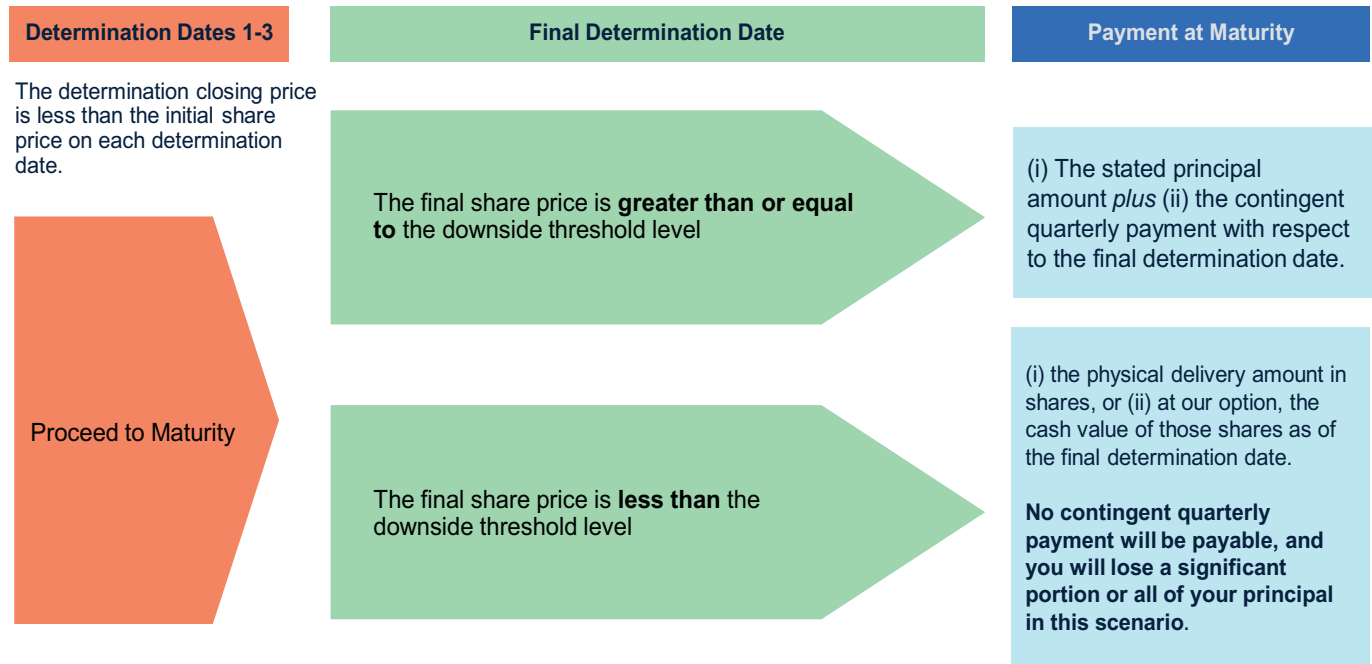 Determination Dates 1-3
Final Determination Date
Payment at Maturity
The determination closing price
is less than the initial share
price on each determination
date.
Proceed to Maturity
The final share price is greater than or equal
to the downside threshold level
(i) The stated principal
amount plus (ii) the contingent
quarterly payment with respect
to the final determination date.
The final share price is less than the
downside threshold level
(i) the physical delivery amount in
shares, or (ii) at our option, the
cash value of those shares as of
the final determination date.
No contingent quarterly
payment will be payable, and
you will lose a significant
portion or all of your principal
in this scenario.